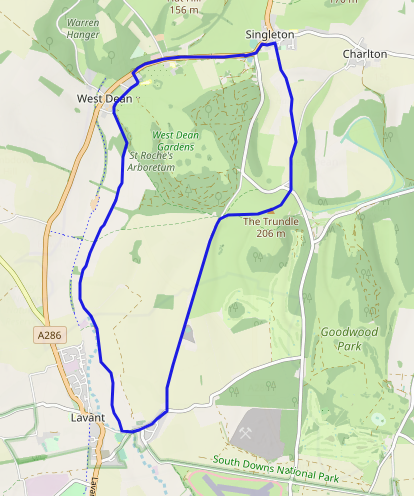 156 m
Warren
Hanger
Singleton
Charlton
West Dean
West Dean
Gardens
St Roche's
Arboretum
The Trundle
206 m
A286
Goodwood
Park
Lavant
South Downs National Park